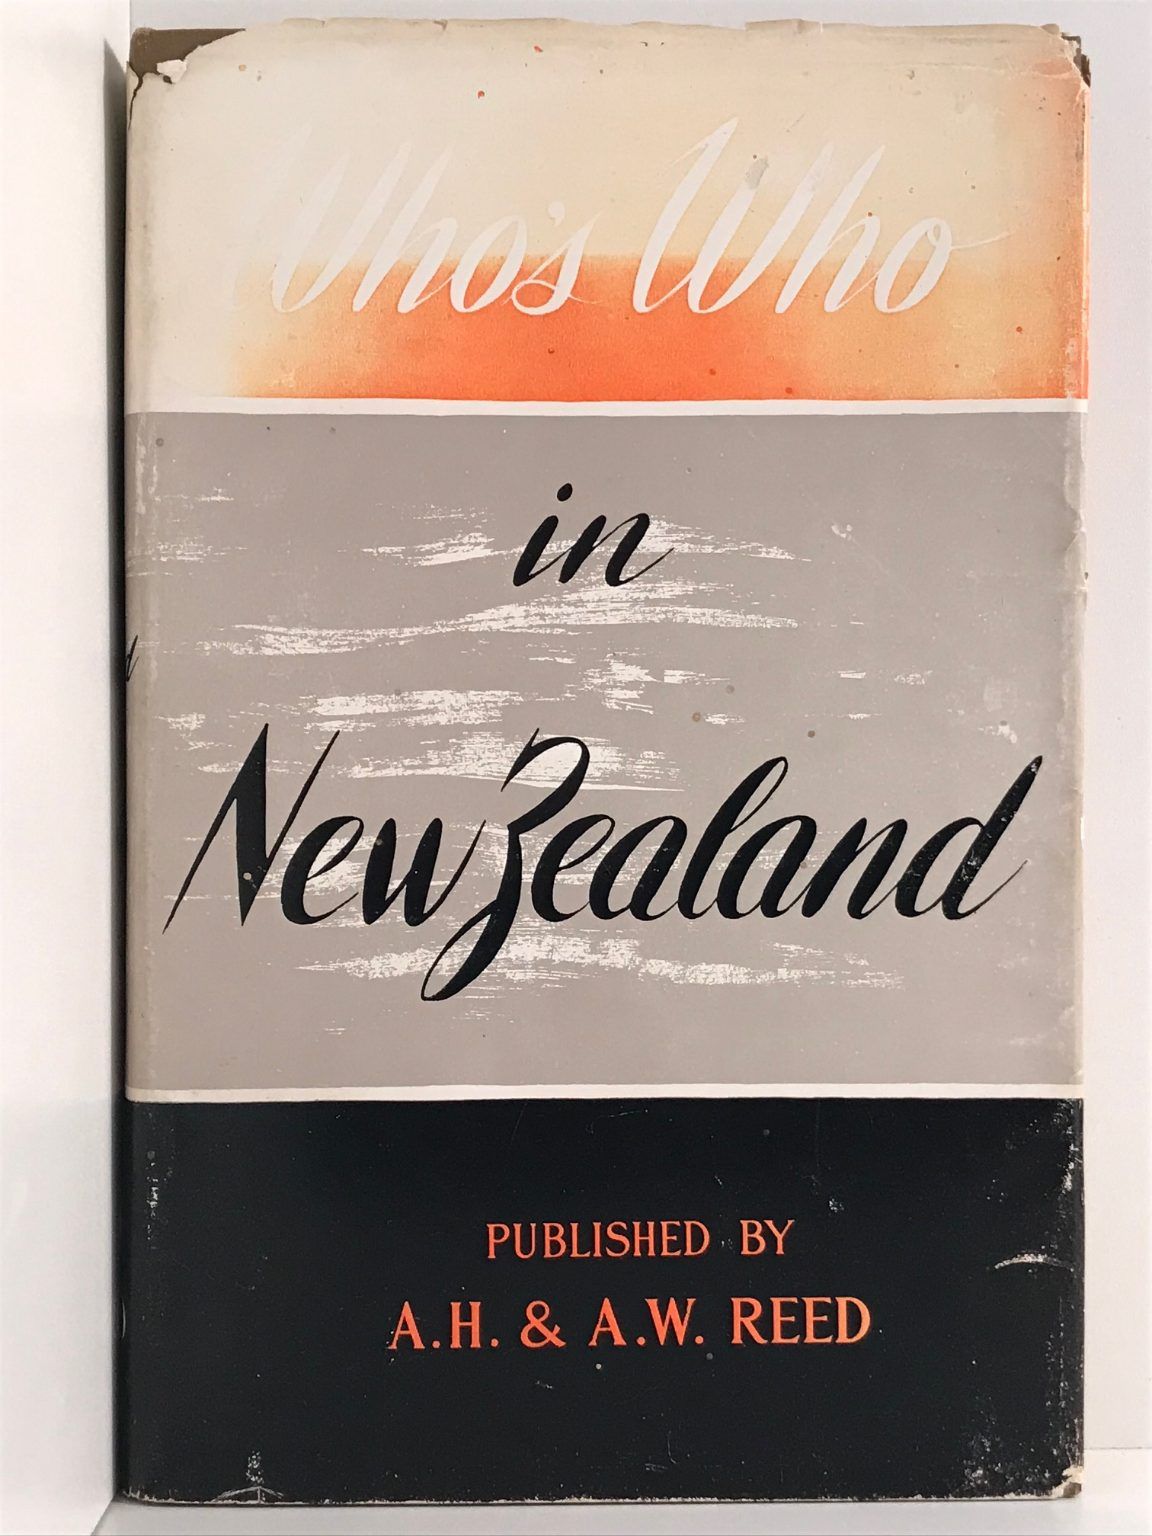 Who's Who
in
New Zealand
PUBLISHED BY
A.H. & A.W. REED